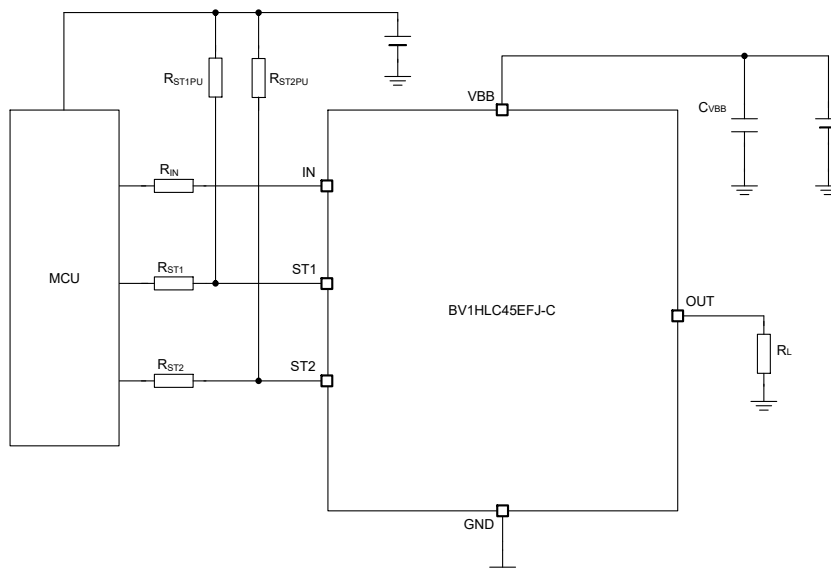 RST1PU
RST2PU
VBB
CVBB
RIN
IN
MCU
RST1
ST1
BV1HLC45EFJ-C
OUT
RL
RST2
ST2
GND